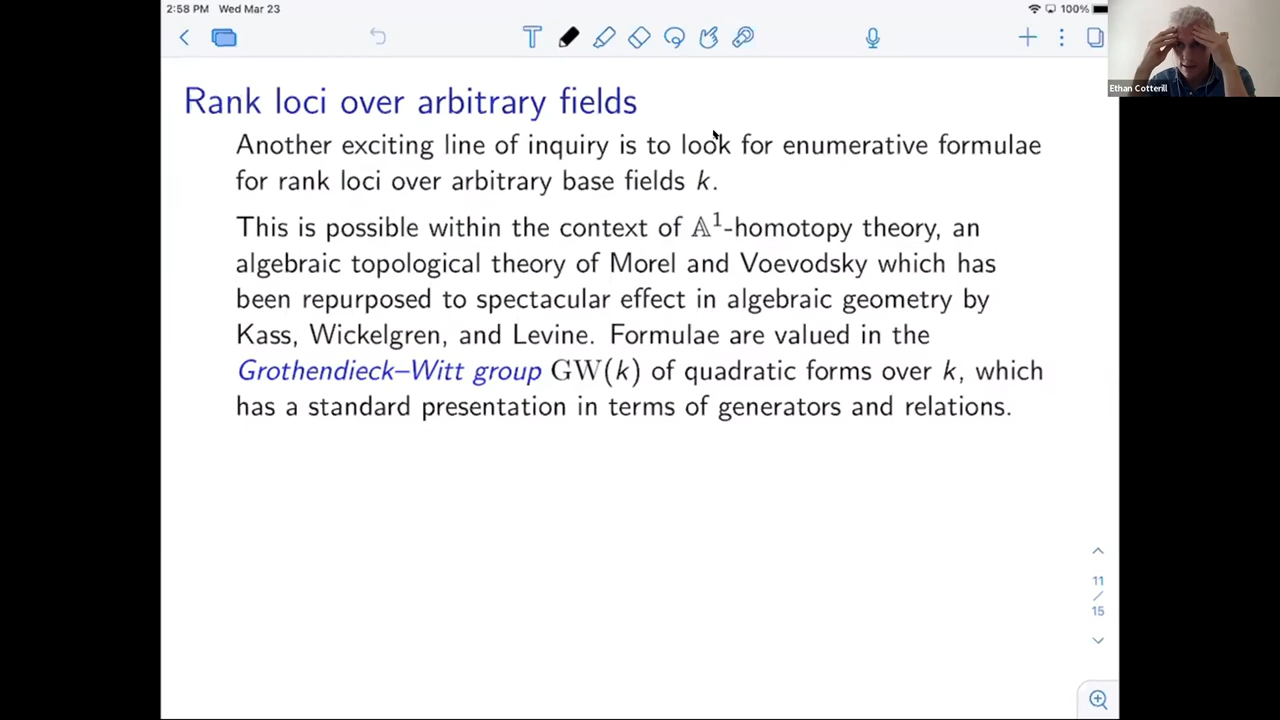 2:58 PM Wed Mar 23
100%
Ethan Cotterill
Rank loci over arbitrary fields
Another exciting line of inquiry is to look for enumerative formulae
for rank loci over arbitrary base fields k.
This is possible within the context of 𝔸¹-homotopy theory, an
algebraic topological theory of Morel and Voevodsky which has
been repurposed to spectacular effect in algebraic geometry by
Kass, Wickelgren, and Levine. Formulae are valued in the
Grothendieck–Witt group GW(k) of quadratic forms over k, which
has a standard presentation in terms of generators and relations.
11
/
15